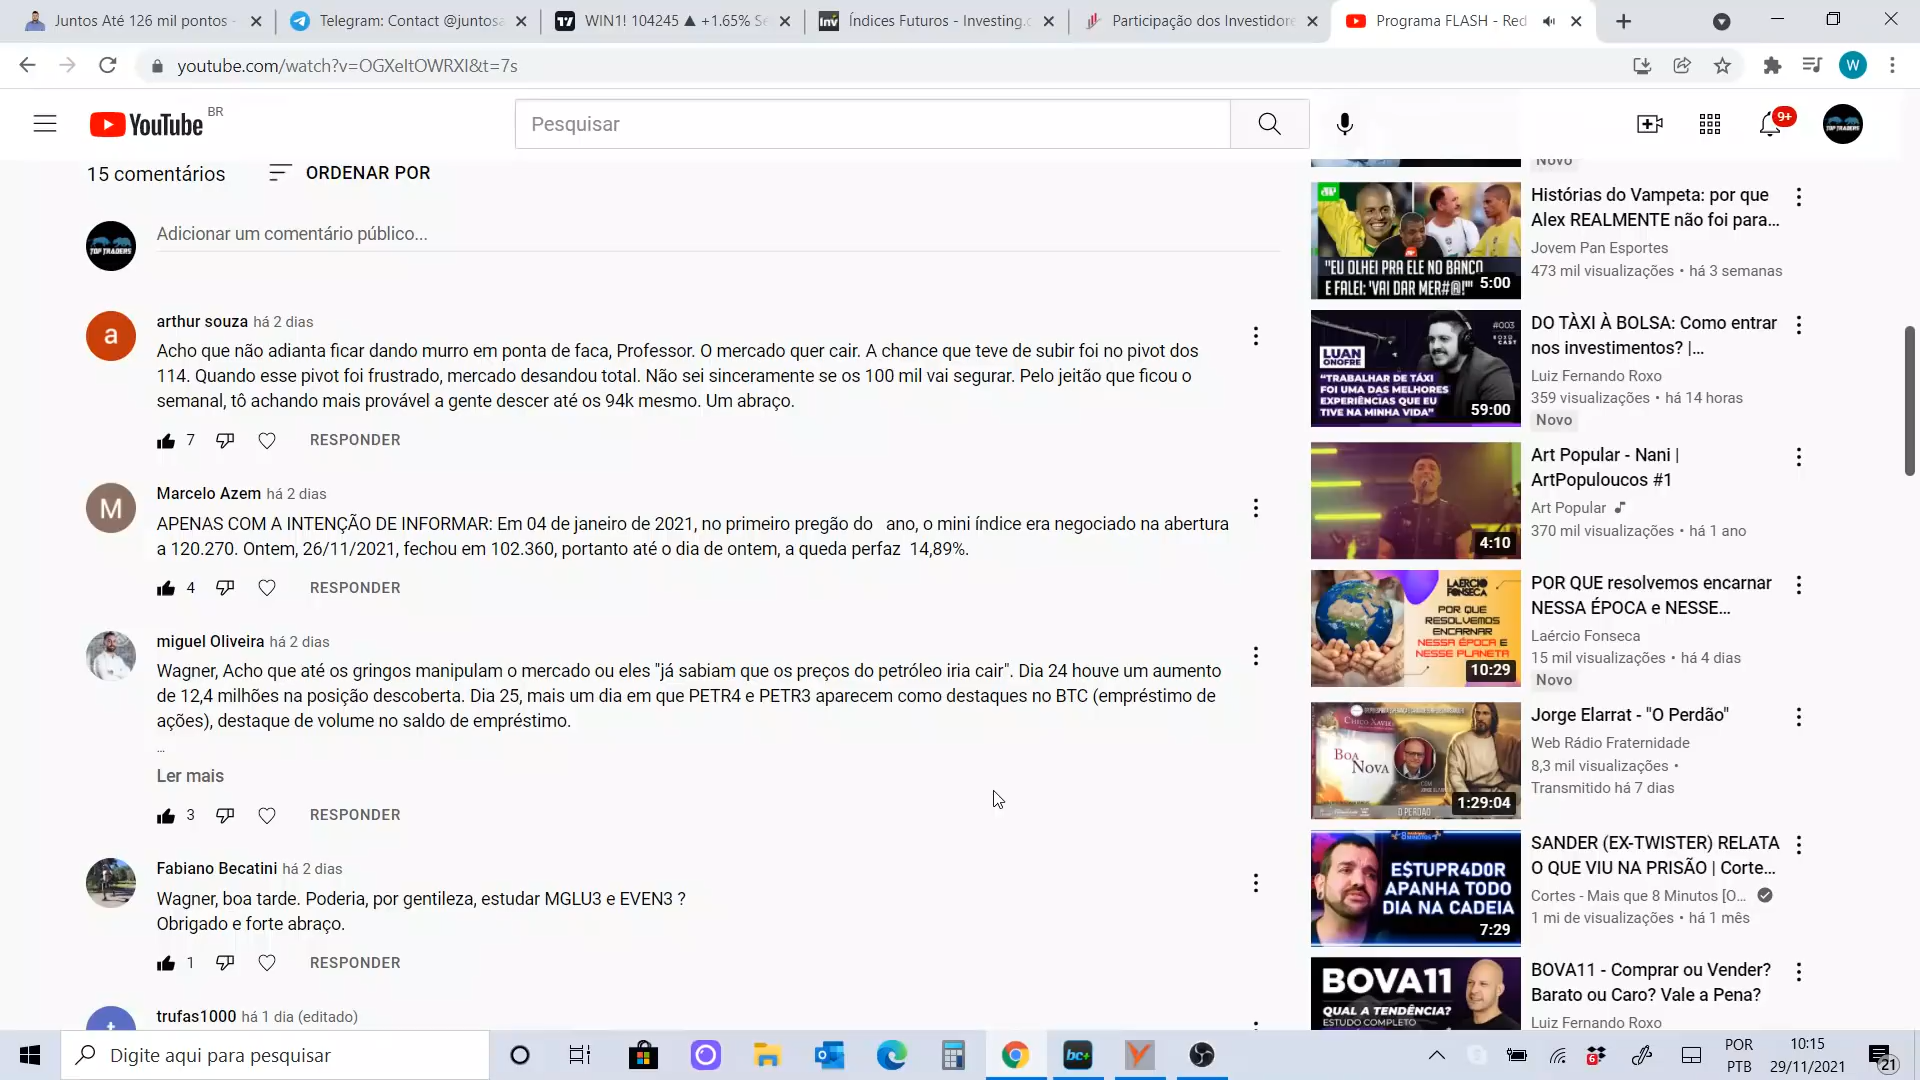 Juntos Até 126 mil pontos -
Telegram: Contact @juntosa
WIN1! 104245 ▲ +1.65% Se
Índices Futuros - Investing.c
Participação dos Investidore
Programa FLASH - Red
youtube.com/watch?v=OGXeItOWRXI&t=7s
W
YouTube BR
Pesquisar
9+
15 comentários
ORDENAR POR
Adicionar um comentário público...
arthur souza há 2 dias
Acho que não adianta ficar dando murro em ponta de faca, Professor. O mercado quer cair. A chance que teve de subir foi no pivot dos
114. Quando esse pivot foi frustrado, mercado desandou total. Não sei sinceramente se os 100 mil vai segurar. Pelo jeitão que ficou o
semanal, tô achando mais provável a gente descer até os 94k mesmo. Um abraço.
7
RESPONDER
Marcelo Azem há 2 dias
APENAS COM A INTENÇÃO DE INFORMAR: Em 04 de janeiro de 2021, no primeiro pregão do ano, o mini índice era negociado na abertura
a 120.270. Ontem, 26/11/2021, fechou em 102.360, portanto até o dia de ontem, a queda perfaz 14,89%.
4
RESPONDER
miguel Oliveira há 2 dias
Wagner, Acho que até os gringos manipulam o mercado ou eles "já sabiam que os preços do petróleo iria cair". Dia 24 houve um aumento
de 12,4 milhões na posição descoberta. Dia 25, mais um dia em que PETR4 e PETR3 aparecem como destaques no BTC (empréstimo de
ações), destaque de volume no saldo de empréstimo.
...
Ler mais
3
RESPONDER
Fabiano Becatini há 2 dias
Wagner, boa tarde. Poderia, por gentileza, estudar MGLU3 e EVEN3 ?
Obrigado e forte abraço.
1
RESPONDER
trufas1000 há 1 dia (editado)
Novo
"EU OLHEI PRA ELE NO BANCO
E FALEI: 'VAI DAR MER#@!'"
5:00
Histórias do Vampeta: por que
Alex REALMENTE não foi para...
Jovem Pan Esportes
473 mil visualizações • há 3 semanas
#003
LUAN
ONOFRE
"TRABALHAR DE TÁXI
FOI UMA DAS MELHORES
EXPERIÊNCIAS QUE EU
TIVE NA MINHA VIDA"
59:00
DO TÀXI À BOLSA: Como entrar
nos investimentos? |...
Luiz Fernando Roxo
359 visualizações • há 14 horas
Novo
4:10
Art Popular - Nani |
ArtPopuloucos #1
Art Popular
370 mil visualizações • há 1 ano
LAÉRCIO
FONSECA
POR QUE
RESOLVEMOS
ENCARNAR
NESSA ÉPOCA E
NESSE PLANETA
10:29
POR QUE resolvemos encarnar
NESSA ÉPOCA e NESSE...
Laércio Fonseca
15 mil visualizações • há 4 dias
Novo
BOA
NOVA
O PERDÃO
1:29:04
Jorge Elarrat - "O Perdão"
Web Rádio Fraternidade
8,3 mil visualizações •
Transmitido há 7 dias
E$TUPR4D0R
APANHA TODO
DIA NA CADEIA
7:29
SANDER (EX-TWISTER) RELATA
O QUE VIU NA PRISÃO | Corte...
Cortes - Mais que 8 Minutos [O...
1 mi de visualizações • há 1 mês
BOVA11
QUAL A TENDÊNCIA?
ESTUDO COMPLETO
BOVA11 - Comprar ou Vender?
Barato ou Caro? Vale a Pena?
Luiz Fernando Roxo
Digite aqui para pesquisar
POR
PTB
10:15
29/11/2021
21